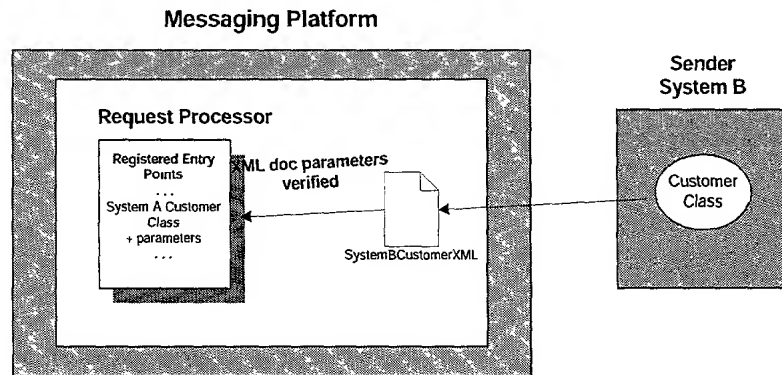 Messaging Platform
Request Processor
Registered Entry
Points
. . .
System A Customer
Class
+ parameters
. . .
XML doc parameters
verified
SystemBCustomerXML
Sender
System B
Customer
Class